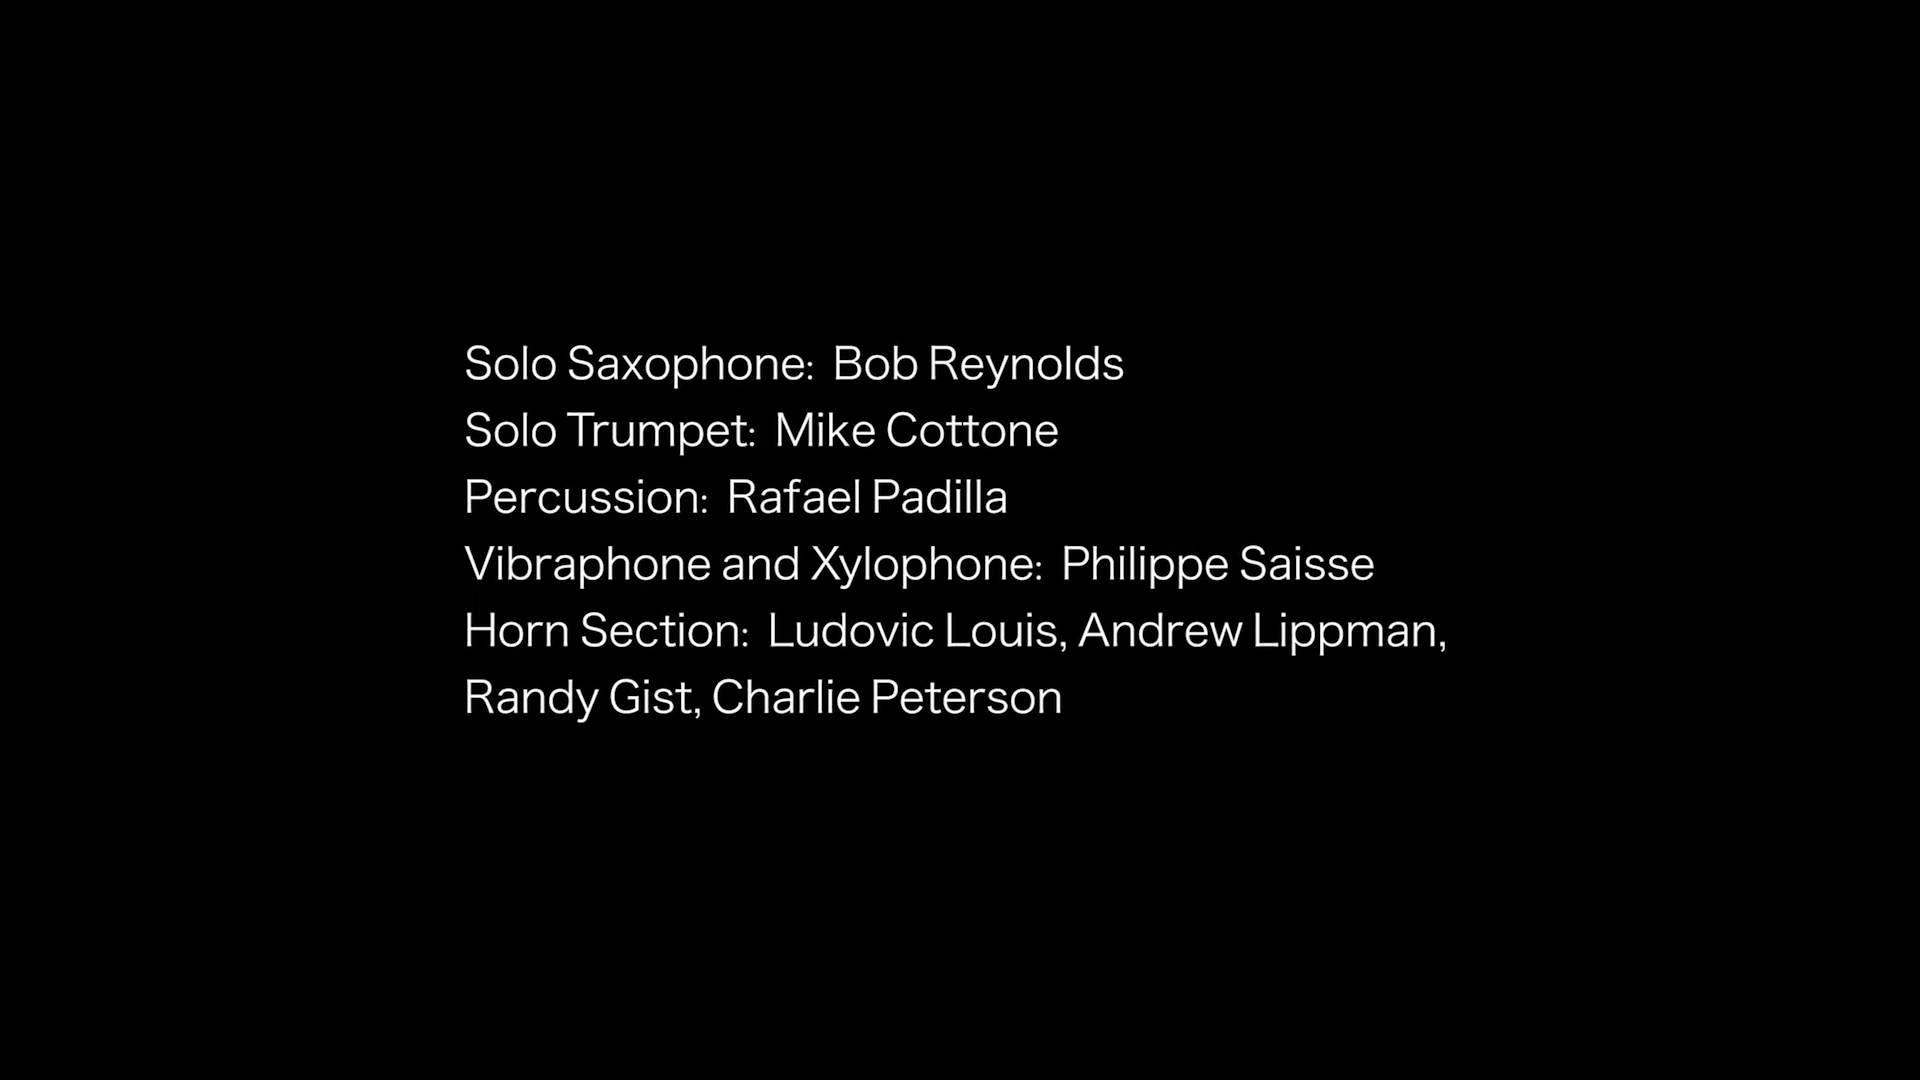 Solo Saxophone:  Bob Reynolds
Solo Trumpet:  Mike Cottone
Percussion:  Rafael Padilla
Vibraphone and Xylophone:  Philippe Saisse
Horn Section:  Ludovic Louis, Andrew Lippman,
Randy Gist, Charlie Peterson